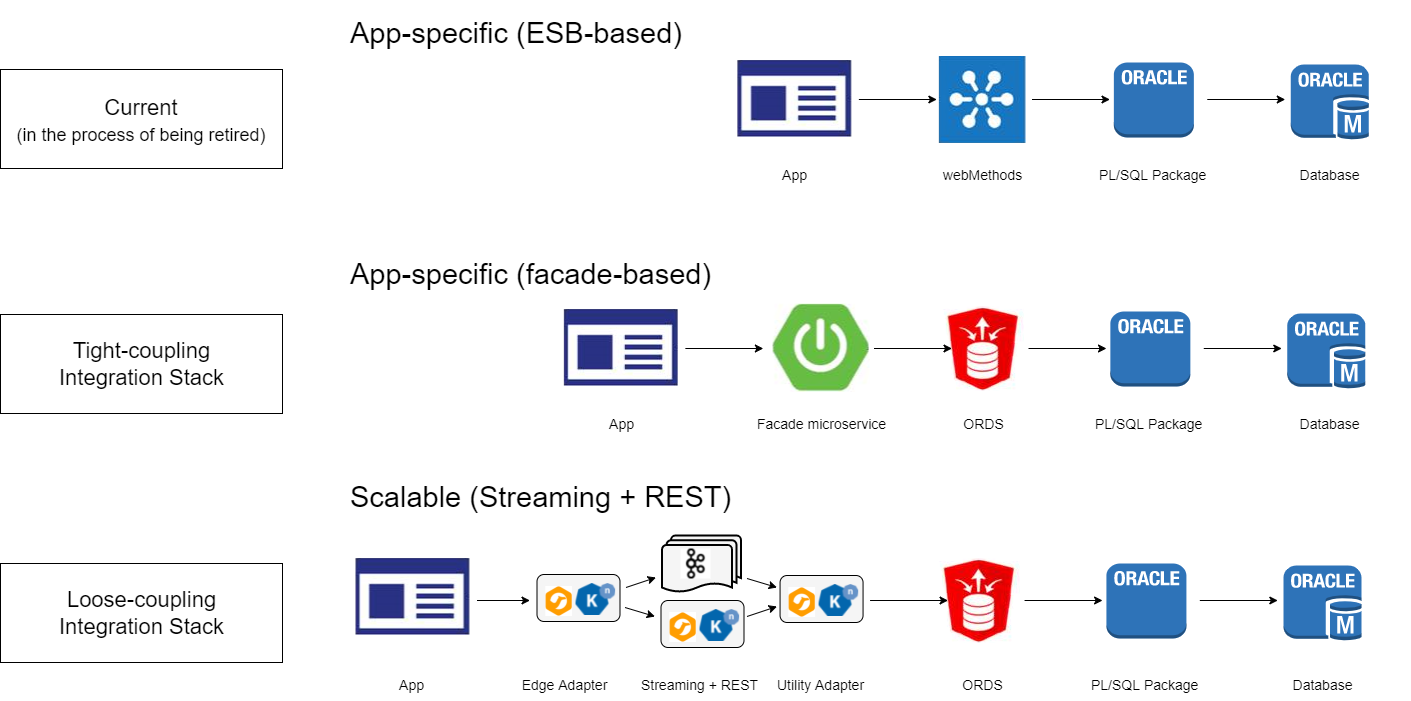 App-specific (ESB-based)
Current
(in the process of being retired)
ORACLE
ORACLE
M
App
webMethods
PL/SQL Package
Database
App-specific (facade-based)
Tight-coupling
Integration Stack
ORACLE
ORACLE
M
App
Facade microservice
ORDS
PL/SQL Package
Database
Scalable (Streaming + REST)
Loose-coupling
Integration Stack
K n
K n
K n
ORACLE
ORACLE
M
App
Edge Adapter
Streaming + REST
Utility Adapter
ORDS
PL/SQL Package
Database